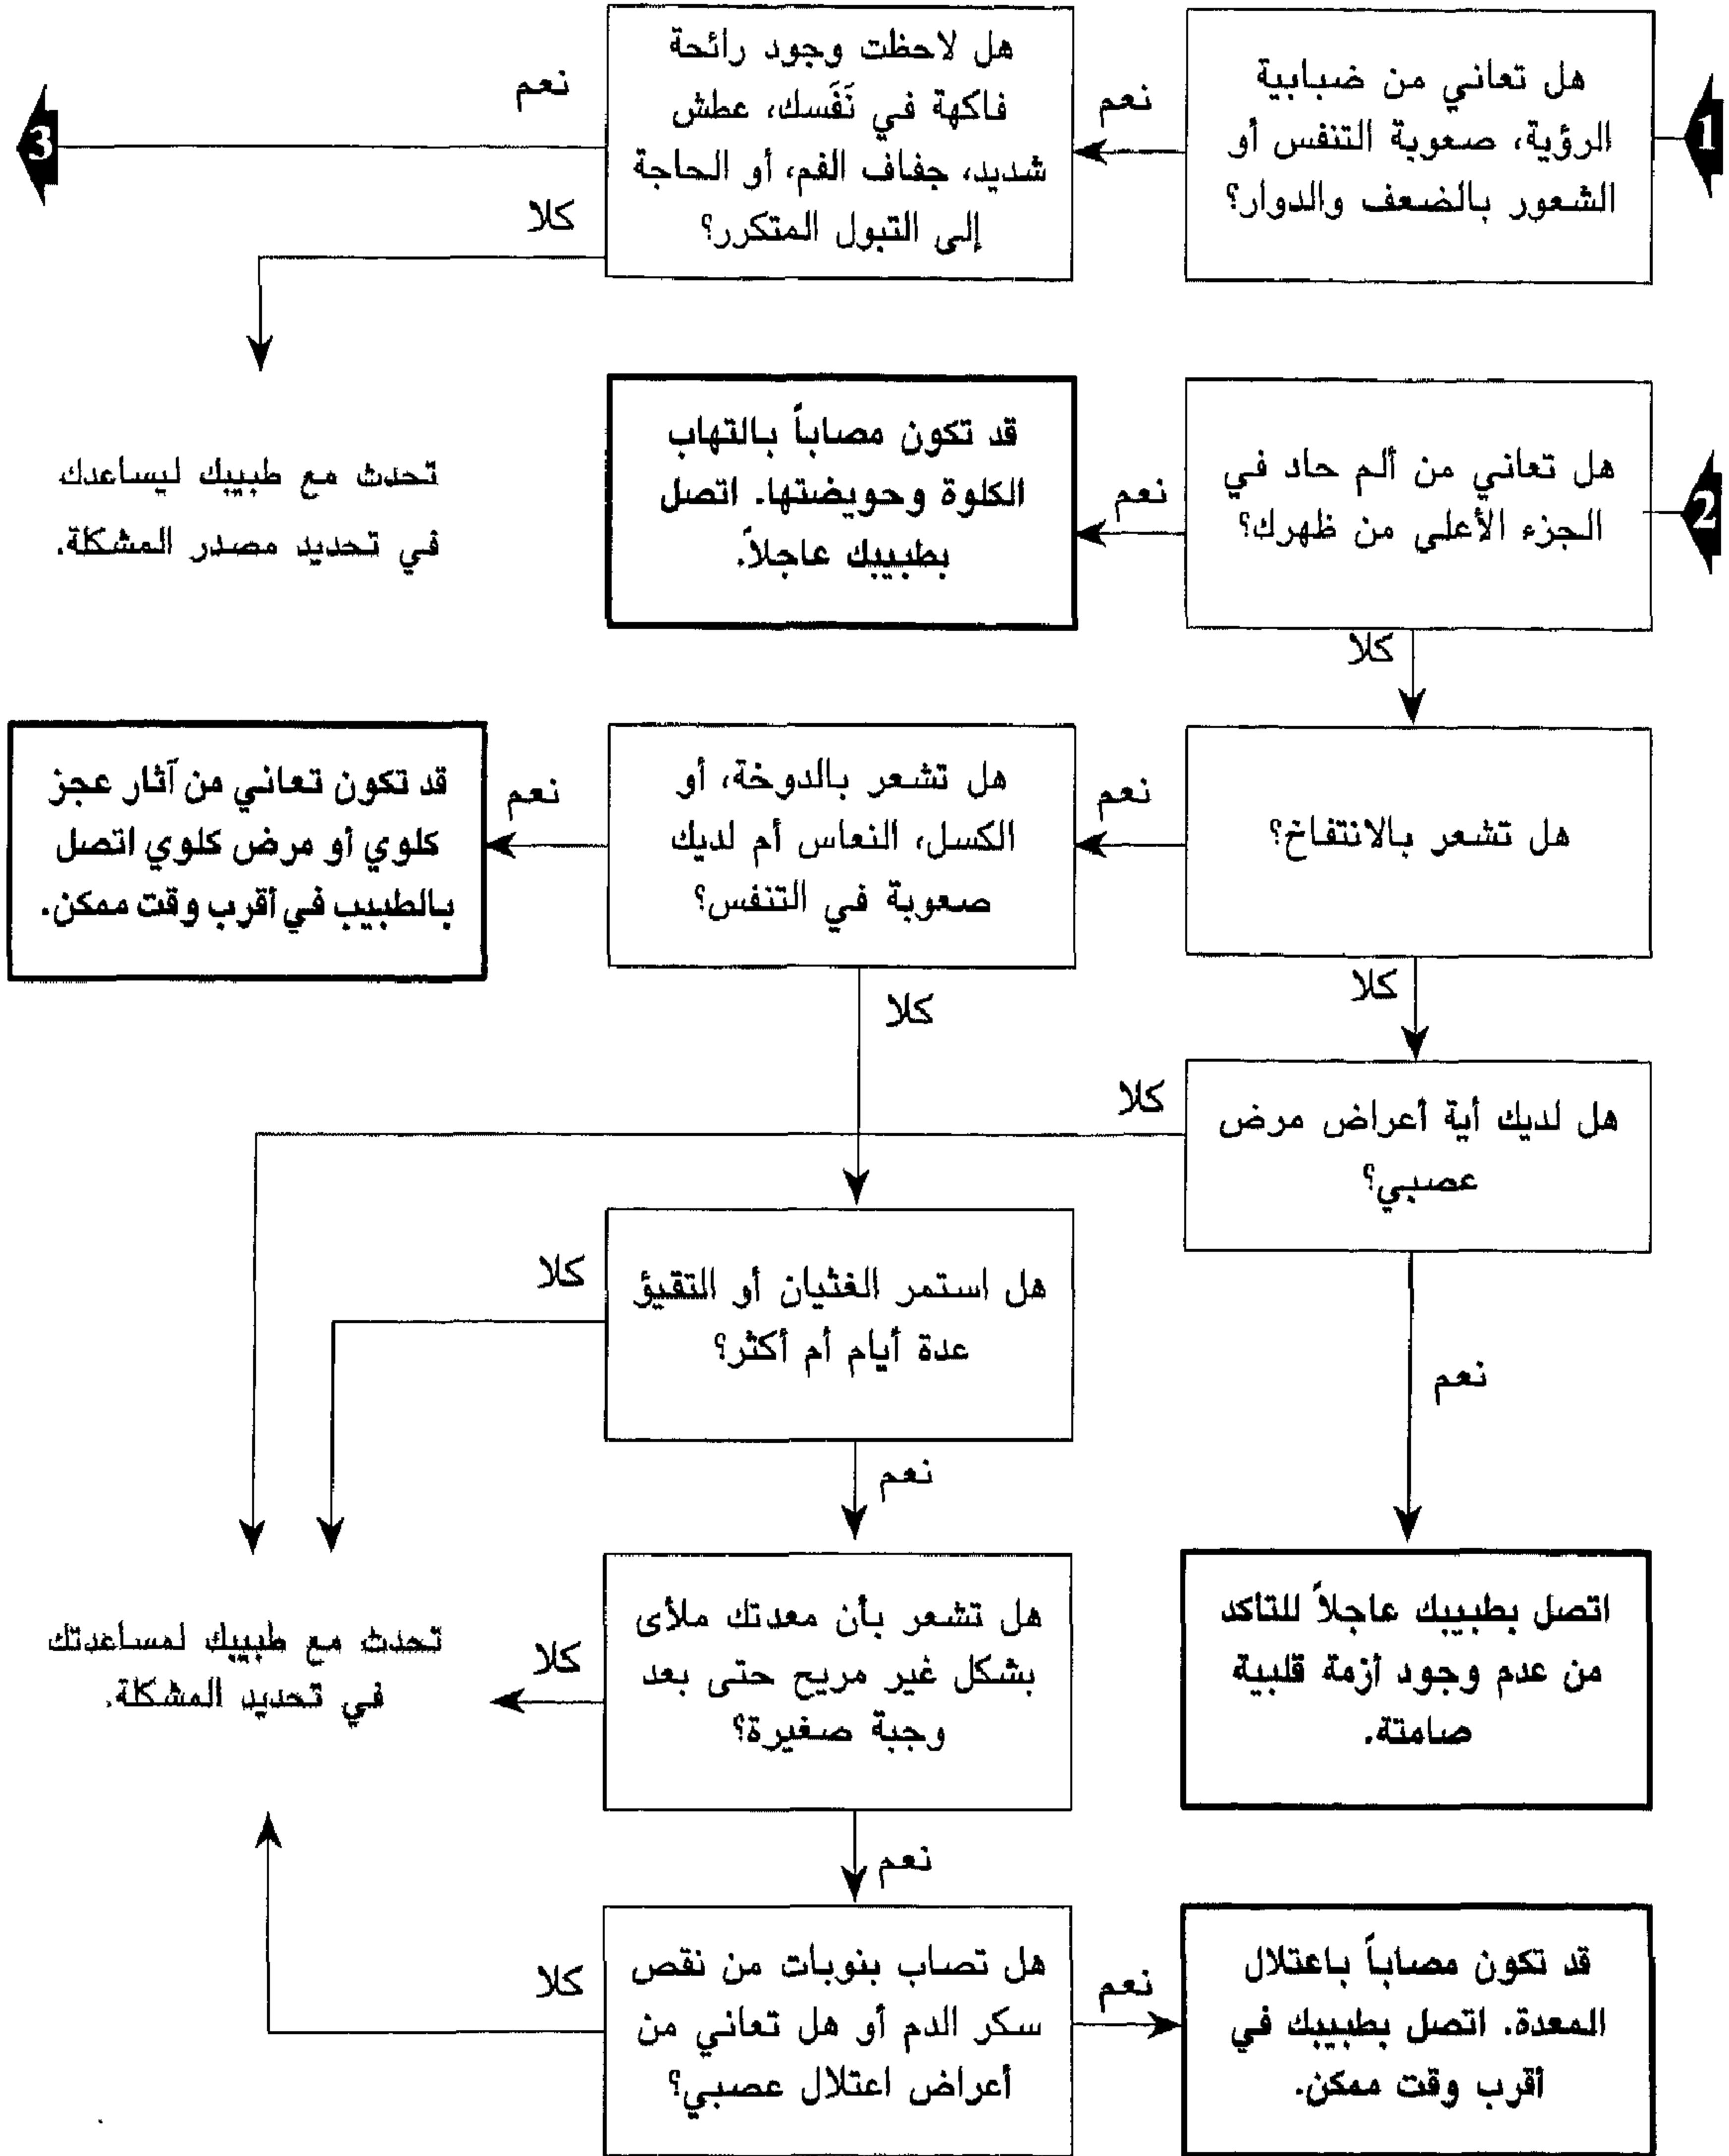 1
هل تعاني من ضبابية
الرؤية، صعوبة التنفس أو
الشعور بالضعف والدوار؟
نعم
هل لاحظت وجود رائحة
فاكهة في نَفَسك، عطش
شديد، جفاف الفم، أو الحاجة
إلى التبول المتكرر؟
نعم
3
كلا
تحدث مع طبيبك ليساعدك
في تحديد مصدر المشكلة.
2
هل تعاني من ألم حاد في
الجزء الأعلى من ظهرك؟
نعم
قد تكون مصاباً بالتهاب
الكلوة وحويضتها. اتصل
بطبيبك عاجلاً.
كلا
هل تشعر بالانتفاخ؟
نعم
هل تشعر بالدوخة، أو
الكسل، النعاس أم لديك
صعوبة في التنفس؟
نعم
قد تكون تعاني من آثار عجز
كلوي أو مرض كلوي اتصل
بالطبيب في أقرب وقت ممكن.
كلا
كلا
هل لديك أية أعراض مرض
عصبي؟
كلا
نعم
هل استمر الغثيان أو التقيؤ
عدة أيام أم أكثر؟
كلا
نعم
اتصل بطبيبك عاجلاً للتاكد
من عدم وجود أزمة قلبية
صامتة.
هل تشعر بأن معدتك ملأى
بشكل غير مريح حتى بعد
وجبة صغيرة؟
كلا
تحدث مع طبيبك لمساعدتك
في تحديد المشكلة.
نعم
هل تصاب بنوبات من نقص
سكر الدم أو هل تعاني من
أعراض اعتلال عصبي؟
كلا
نعم
قد تكون مصاباً باعتلال
المعدة. اتصل بطبيبك في
أقرب وقت ممكن.